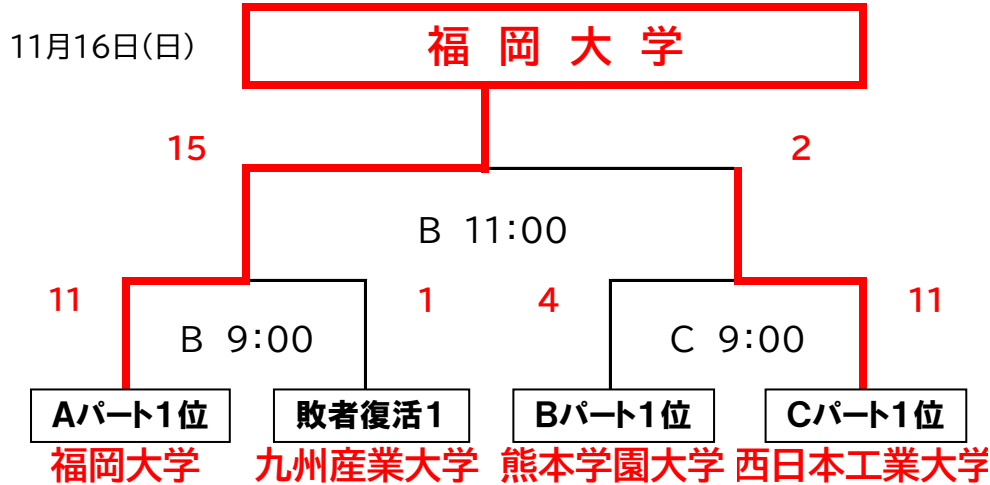 11月16日(日)
福岡大学
15 2
B 11:00
11 1 4 11
B 9:00 C 9:00
Aパート1位 敗者復活1 Bパート1位 Cパート1位
福岡大学 九州産業大学 熊本学園大学 西日本工業大学